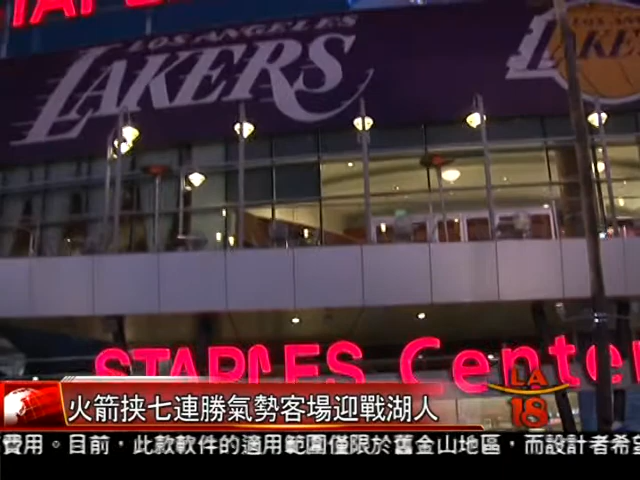 STAPLES
LOS ANGELES
LAKERS
LAKERS
STAPLES Center
LA
18
火箭挾七連勝氣勢客場迎戰湖人
費用。目前，此款軟件的適用範圍僅限於舊金山地區，而設計者希望